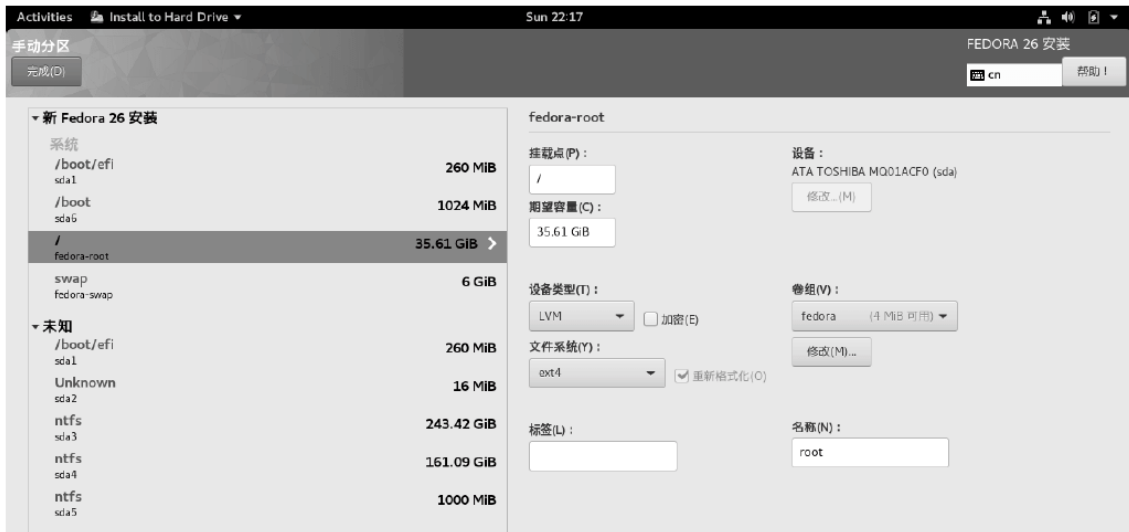 Activities Install to Hard Drive Sun 22:17
手动分区 FEDORA 26 安装
完成(D) cn 帮助！
新 Fedora 26 安装
系统
/boot/efi 260 MiB
sda1
/boot 1024 MiB
sda6
/ 35.61 GiB
fedora-root
swap 6 GiB
fedora-swap
未知
/boot/efi 260 MiB
sda1
Unknown 16 MiB
sda2
ntfs 243.42 GiB
sda3
ntfs 161.09 GiB
sda4
ntfs 1000 MiB
sda5
fedora-root
挂载点(P)：
/
期望容量(C)：
35.61 GiB
设备：
ATA TOSHIBA MQ01ACF0 (sda)
修改...(M)
设备类型(T)：
LVM 加密(E)
文件系统(Y)：
ext4 重新格式化(O)
卷组(V)：
fedora (4 MiB 可用)
修改(M)...
标签(L)：
名称(N)：
root